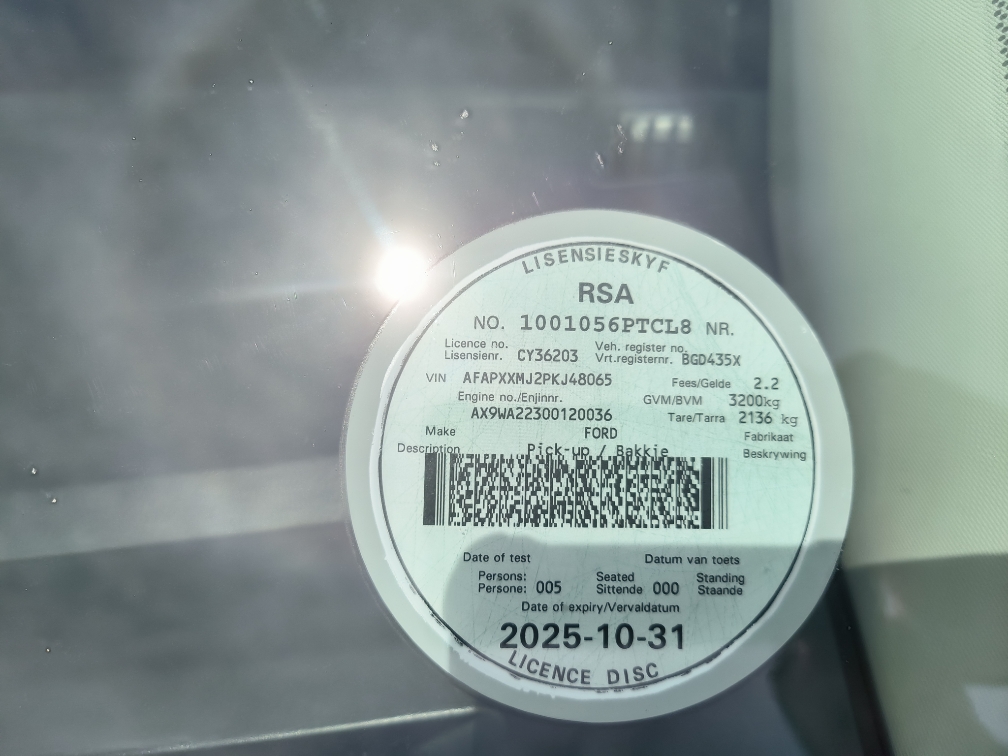 LISENSIESKYF
RSA
NO. 1001056PTCL8 NR.
Licence no. Veh. register no.
Lisensienr. CY36203 Vrt.registernr. BGD435X
VIN AFAPXXMJ2PKJ48065 Fees/Gelde 2.2
Engine no./Enjinnr. GVM/BVM 3200kg
AX9WA22300120036 Tare/Tarra 2136 kg
Make FORD Fabrikaat
Description Pick-up / Bakkie Beskrywing
Date of test Datum van toets
Persons: Seated Standing
Persone: 005 Sittende 000 Staande
Date of expiry/Vervaldatum
2025-10-31
LICENCE DISC